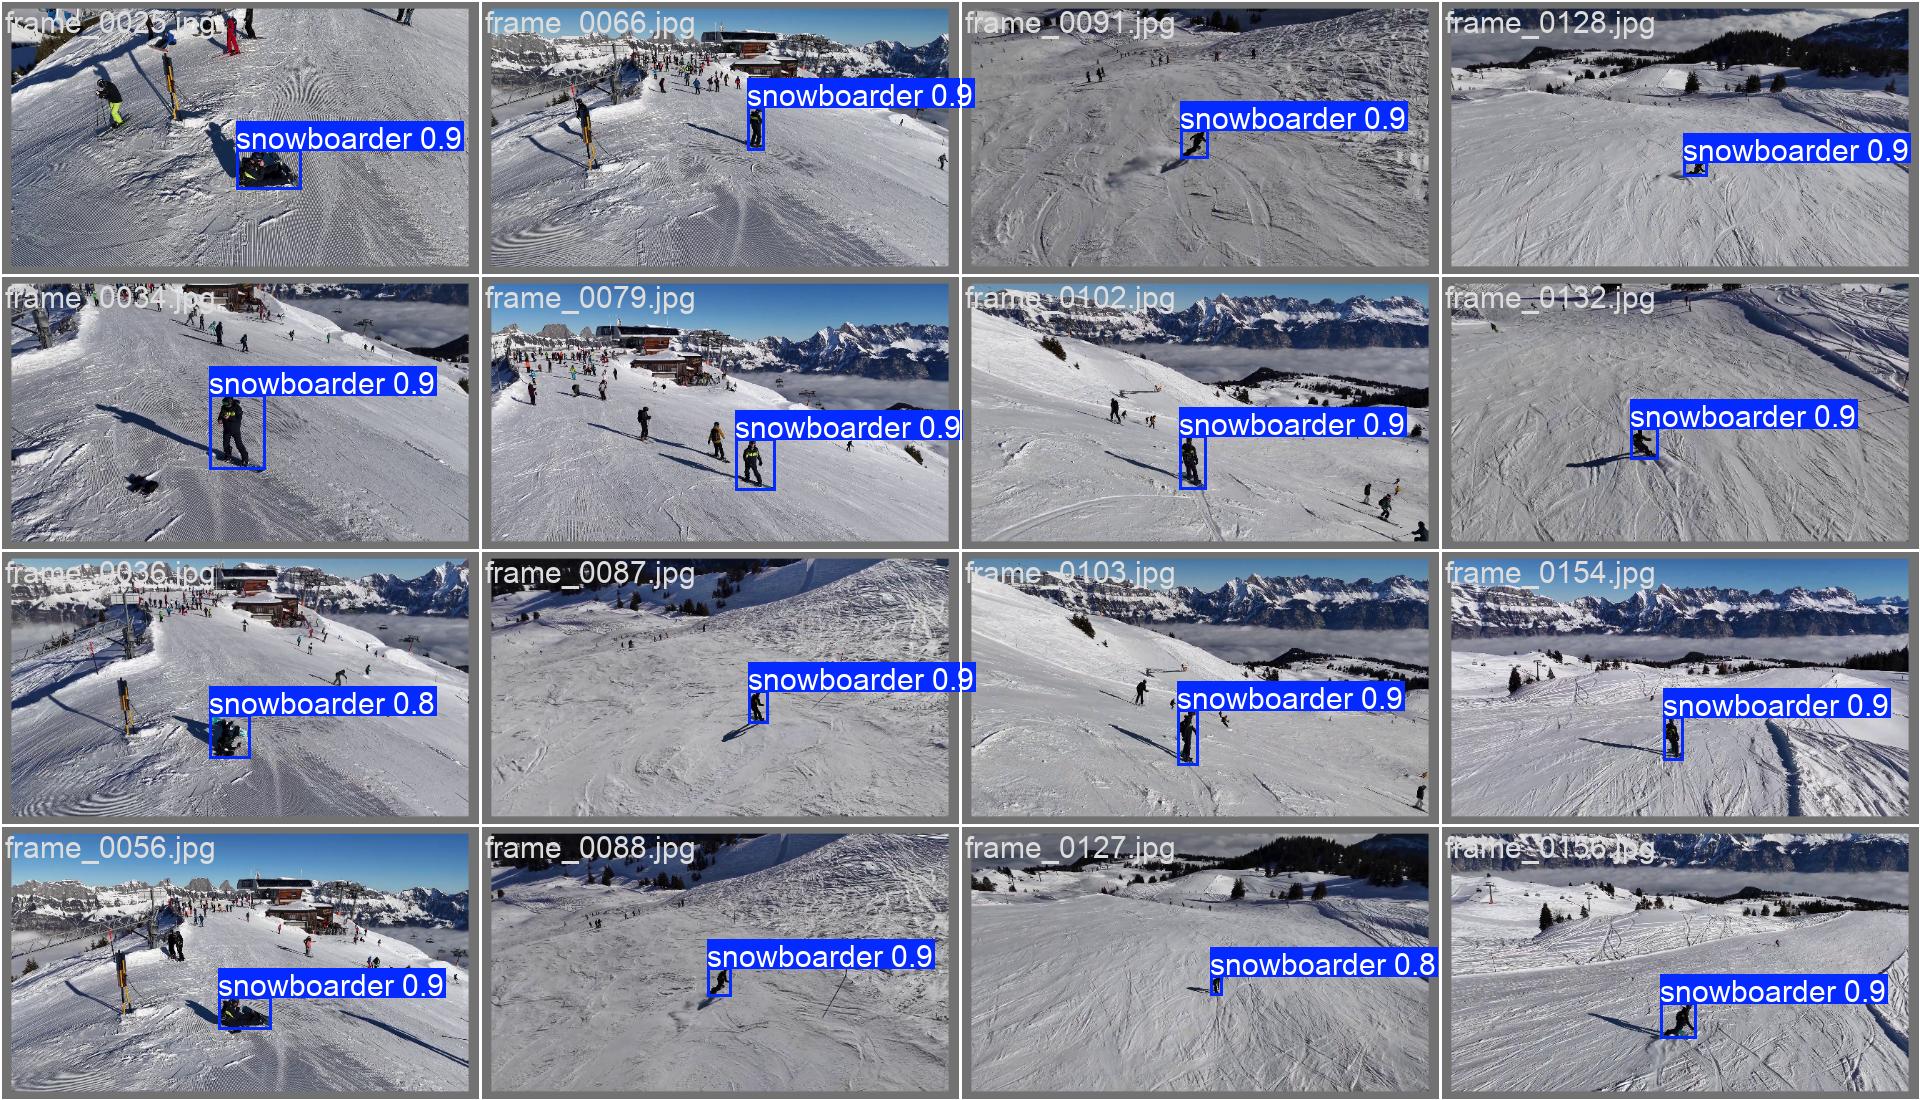 frame_0025.jpg
snowboarder 0.9
frame_0066.jpg
snowboarder 0.9
frame_0091.jpg
snowboarder 0.9
frame_0128.jpg
snowboarder 0.9
frame_0034.jpg
snowboarder 0.9
frame_0079.jpg
snowboarder 0.9
frame_0102.jpg
snowboarder 0.9
frame_0132.jpg
snowboarder 0.9
frame_0036.jpg
snowboarder 0.8
frame_0087.jpg
snowboarder 0.9
frame_0103.jpg
snowboarder 0.9
frame_0154.jpg
snowboarder 0.9
frame_0056.jpg
snowboarder 0.9
frame_0088.jpg
snowboarder 0.9
frame_0127.jpg
snowboarder 0.8
frame_0156.jpg
snowboarder 0.9